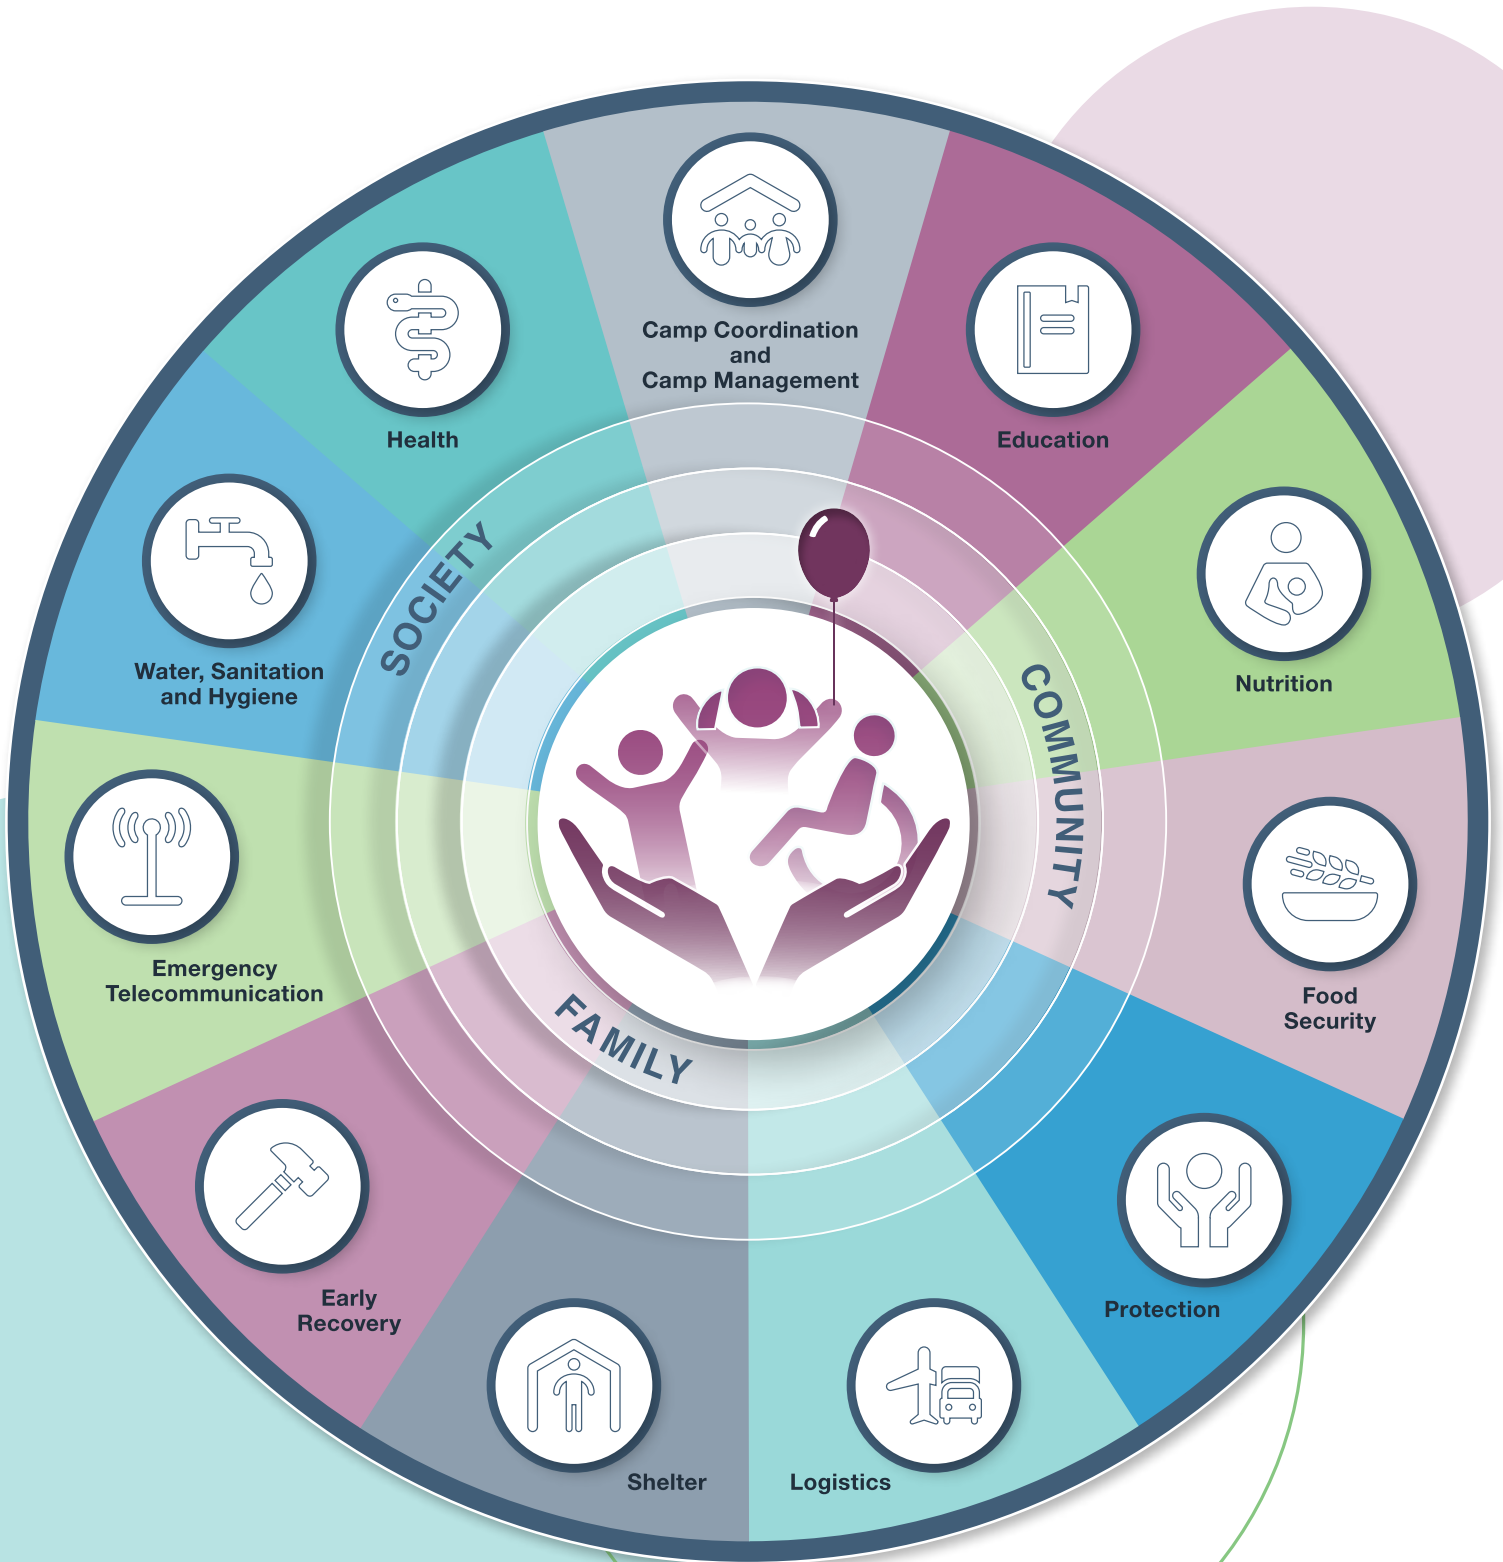 Camp Coordination
and
Camp Management
Education
Nutrition
Food
Security
Protection
Logistics
Shelter
Early
Recovery
Emergency
Telecommunication
Water, Sanitation
and Hygiene
Health
SOCIETY
COMMUNITY
FAMILY